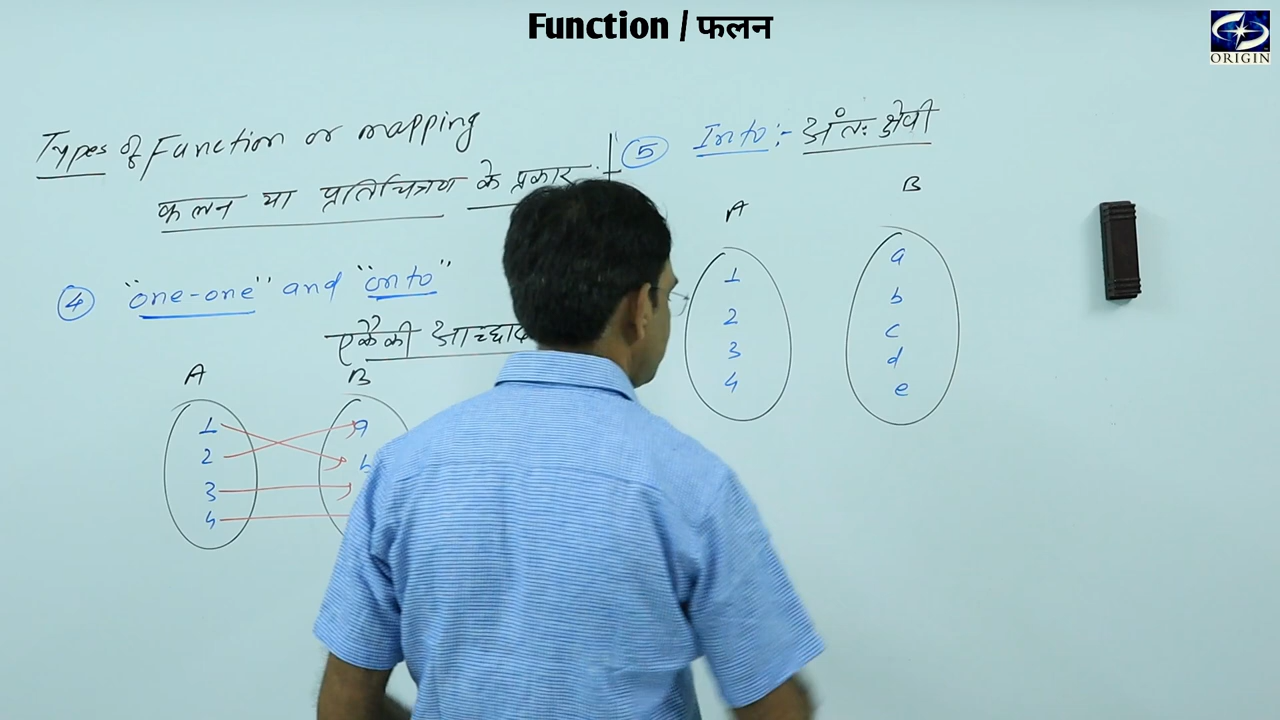 Function / फलन
ORIGIN
Types of Function or mapping
फलन या प्रतिचित्रण के प्रकार :-
④ "one-one" and "onto"
एकैकी
A B
1
2
3
4
⑤ Into:- अंतः क्षेपी
A B
1 a
2 b
3 c
4 d
e